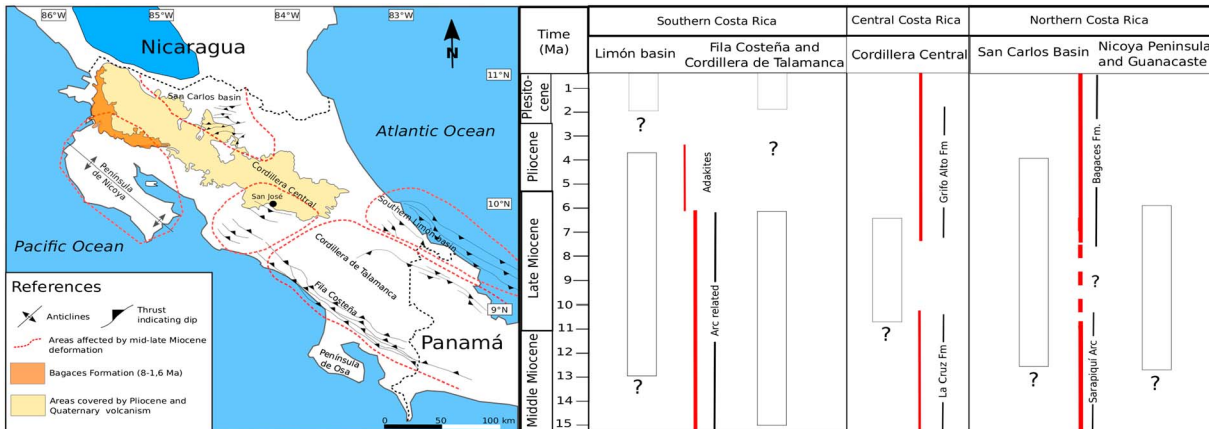 86°W
85°W
84°W
83°W
Nicaragua
N
11°N
San Carlos basin
Atlantic Ocean
Península
de Nicoya
Cordillera Central
San José
10°N
Southern Limón basin
Pacific Ocean
Cordillera de Talamanca
Fila Costeña
9°N
Panamá
Península
de Osa
References
Anticlines
Thrust
indicating dip
Areas affected by mid-late Miocene
deformation
Bagaces Formation (8-1,6 Ma)
Areas covered by Pliocene and
Quaternary volcanism
0 50 100
km
Time
(Ma)
Southern Costa Rica
Central Costa Rica
Northern Costa Rica
Limón basin
Fila Costeña and
Cordillera de Talamanca
Cordillera Central
San Carlos Basin
Nicoya Peninsula
and Guanacaste
Plesito-
cene
Pliocene
Late Miocene
Middle Miocene
1
2
3
4
5
6
7
8
9
10
11
12
13
14
15
?
?
Adakites
Arc related
?
?
Grifo Alto Fm
La Cruz Fm
?
Bagaces Fm.
?
Sarapiqui Arc
?
?